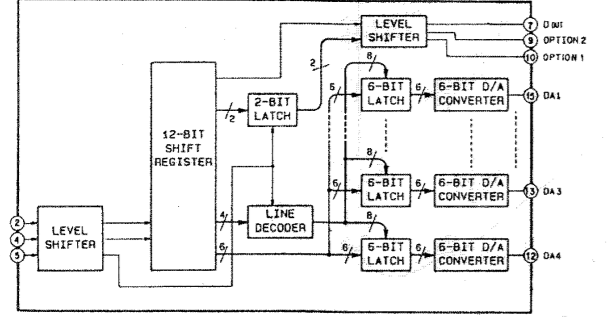 LEVEL
SHIFTER
7 D OUT
9 OPTION 2
10 OPTION 1
2
8
6
6-BIT
LATCH
6
6-BIT D/A
CONVERTER
15 DA1
2
2-BIT
LATCH
12-BIT
SHIFT
REGISTER
8
6
6-BIT
LATCH
6
6-BIT D/A
CONVERTER
13 DA3
2
4
5
LEVEL
SHIFTER
4
LINE
DECODER
8
6
6
6-BIT
LATCH
6
6-BIT D/A
CONVERTER
12 DA4